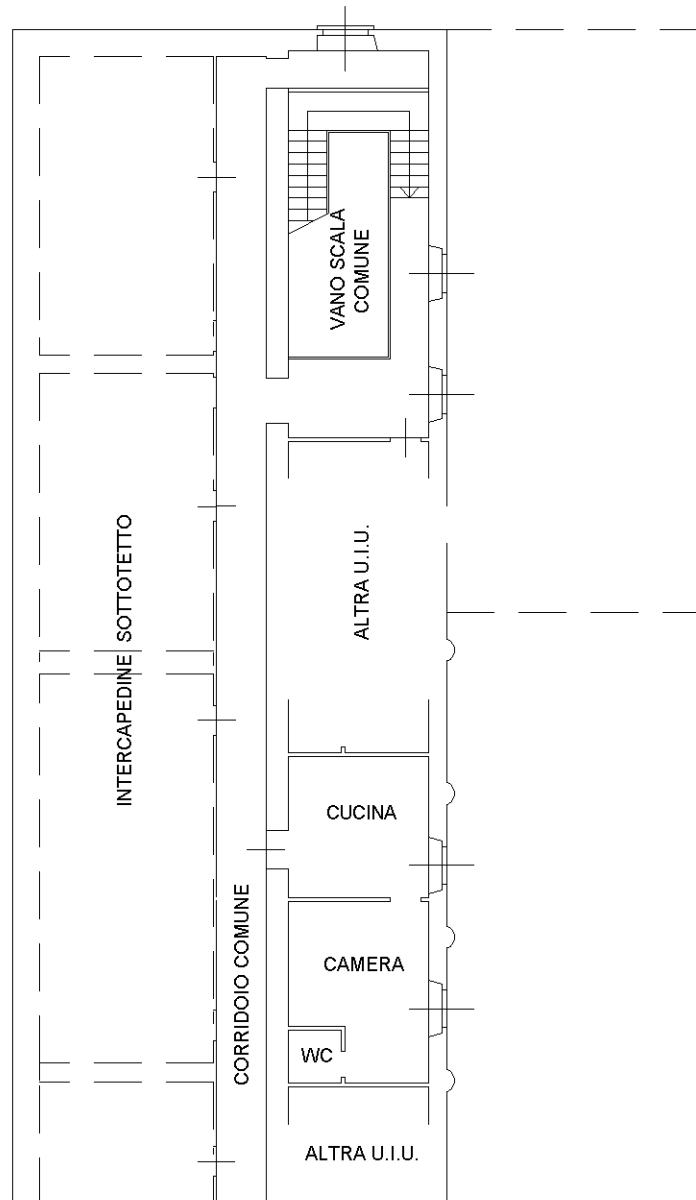 VANO SCALA
COMUNE
ALTRA U.I.U.
INTERCAPEDINE SOTTOTETTO
CUCINA
CORRIDOIO COMUNE
CAMERA
WC
ALTRA U.I.U.